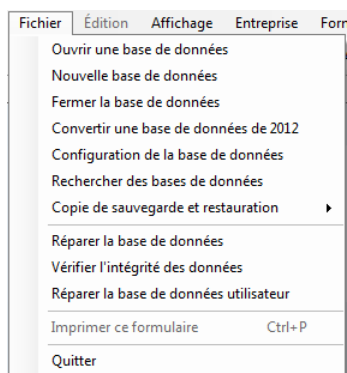 Fichier Édition Affichage Entreprise Forn
Ouvrir une base de données
Nouvelle base de données
Fermer la base de données
Convertir une base de données de 2012
Configuration de la base de données
Rechercher des bases de données
Copie de sauvegarde et restauration
Réparer la base de données
Vérifier l'intégrité des données
Réparer la base de données utilisateur
Imprimer ce formulaire Ctrl+P
Quitter